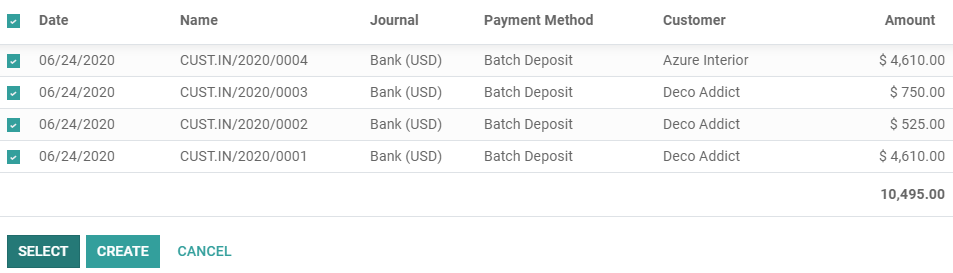 Date Name Journal Payment Method Customer Amount
06/24/2020 CUST.IN/2020/0004 Bank (USD) Batch Deposit Azure Interior $ 4,610.00
06/24/2020 CUST.IN/2020/0003 Bank (USD) Batch Deposit Deco Addict $ 750.00
06/24/2020 CUST.IN/2020/0002 Bank (USD) Batch Deposit Deco Addict $ 525.00
06/24/2020 CUST.IN/2020/0001 Bank (USD) Batch Deposit Deco Addict $ 4,610.00
10,495.00
SELECT CREATE CANCEL